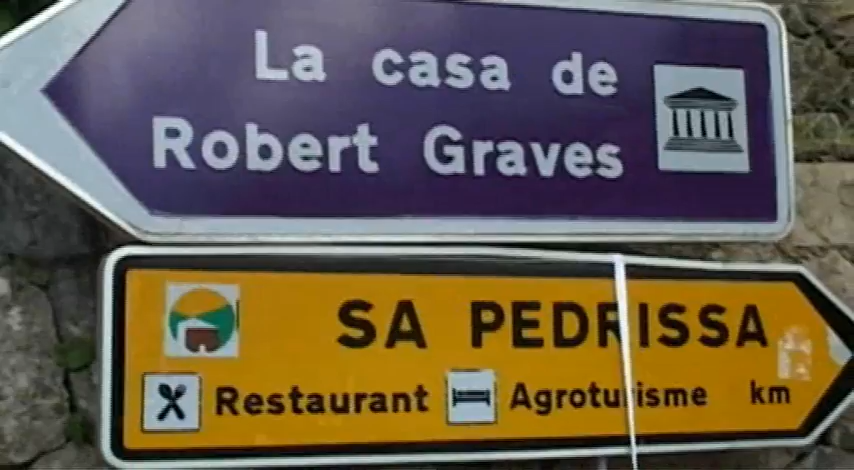 La casa de
Robert Graves
SA PEDRISSA
Restaurant Agroturisme km